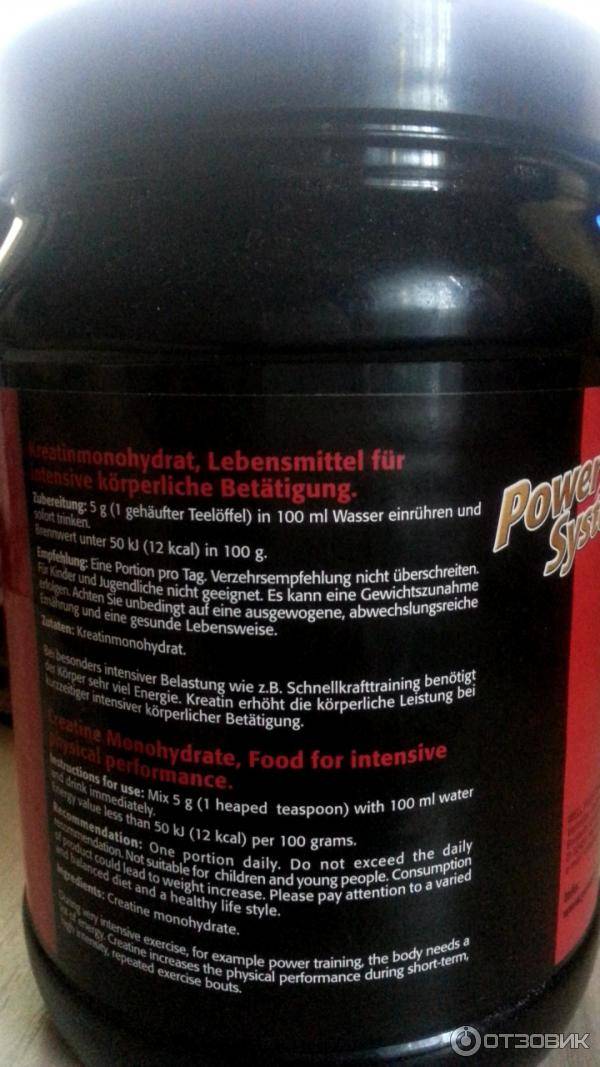 Kreatinmonohydrat, Lebensmittel für
intensive körperliche Betätigung.
Zubereitung: 5 g (1 gehäufter Teelöffel) in 100 ml Wasser einrühren und
sofort trinken.
Brennwert unter 50 kJ (12 kcal) in 100 g.
Empfehlung: Eine Portion pro Tag. Verzehrsempfehlung nicht überschreiten.
Für Kinder und Jugendliche nicht geeignet. Es kann eine Gewichtszunahme
erfolgen. Achten Sie unbedingt auf eine ausgewogene, abwechslungsreiche
Ernährung und eine gesunde Lebensweise.
Zutaten: Kreatinmonohydrat.
Bei besonders intensiver Belastung wie z.B. Schnellkrafttraining benötigt
der Körper sehr viel Energie. Kreatin erhöht die körperliche Leistung bei
kurzzeitiger intensiver körperlicher Betätigung.
Creatine Monohydrate, Food for intensive
physical performance.
Instructions for use: Mix 5 g (1 heaped teaspoon) with 100 ml water
and drink immediately.
Energy value less than 50 kJ (12 kcal) per 100 grams.
Recommendation: One portion daily. Do not exceed the daily
recommendation. Not suitable for children and young people. Consumption
of product could lead to weight increase. Please pay attention to a varied
and balanced diet and a healthy life style.
Ingredients: Creatine monohydrate.
During very intensive exercise, for example power training, the body needs a
lot of energy. Creatine increases the physical performance during short-term,
high intensity, repeated exercise bouts.
Power
Syst
ОТЗОВИК